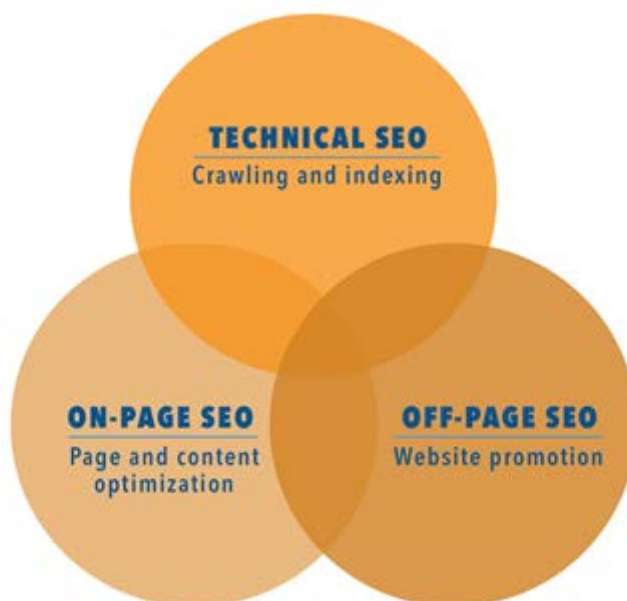 TECHNICAL SEO
Crawling and indexing
ON-PAGE SEO
Page and content
optimization
OFF-PAGE SEO
Website promotion